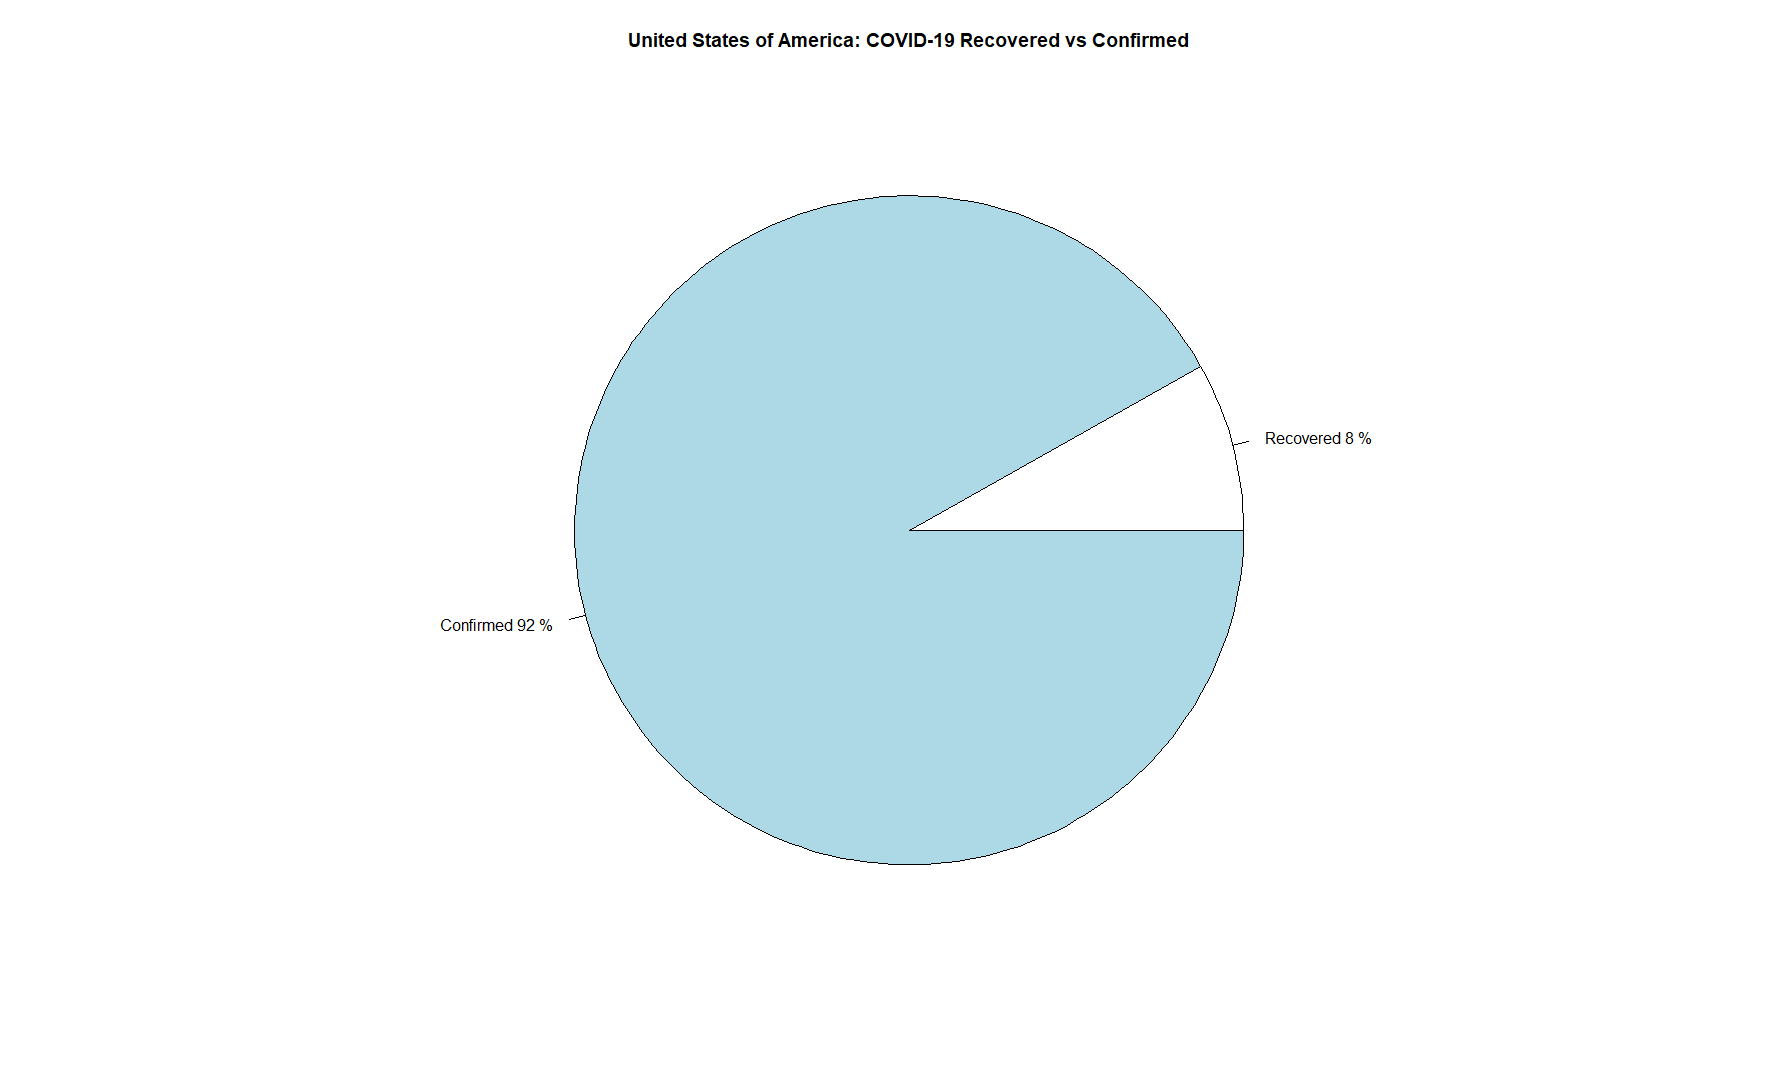 United States of America: COVID-19 Recovered vs Confirmed
Recovered 8 %
Confirmed 92 %